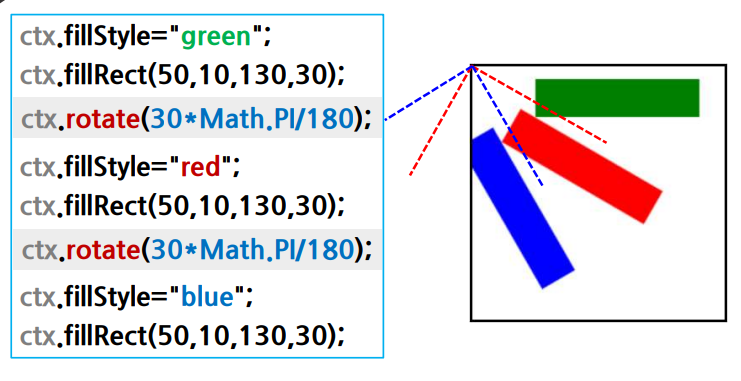 ctx.fillStyle="green";
ctx.fillRect(50,10,130,30);
ctx.rotate(30*Math.PI/180);
ctx.fillStyle="red";
ctx.fillRect(50,10,130,30);
ctx.rotate(30*Math.PI/180);
ctx.fillStyle="blue";
ctx.fillRect(50,10,130,30);